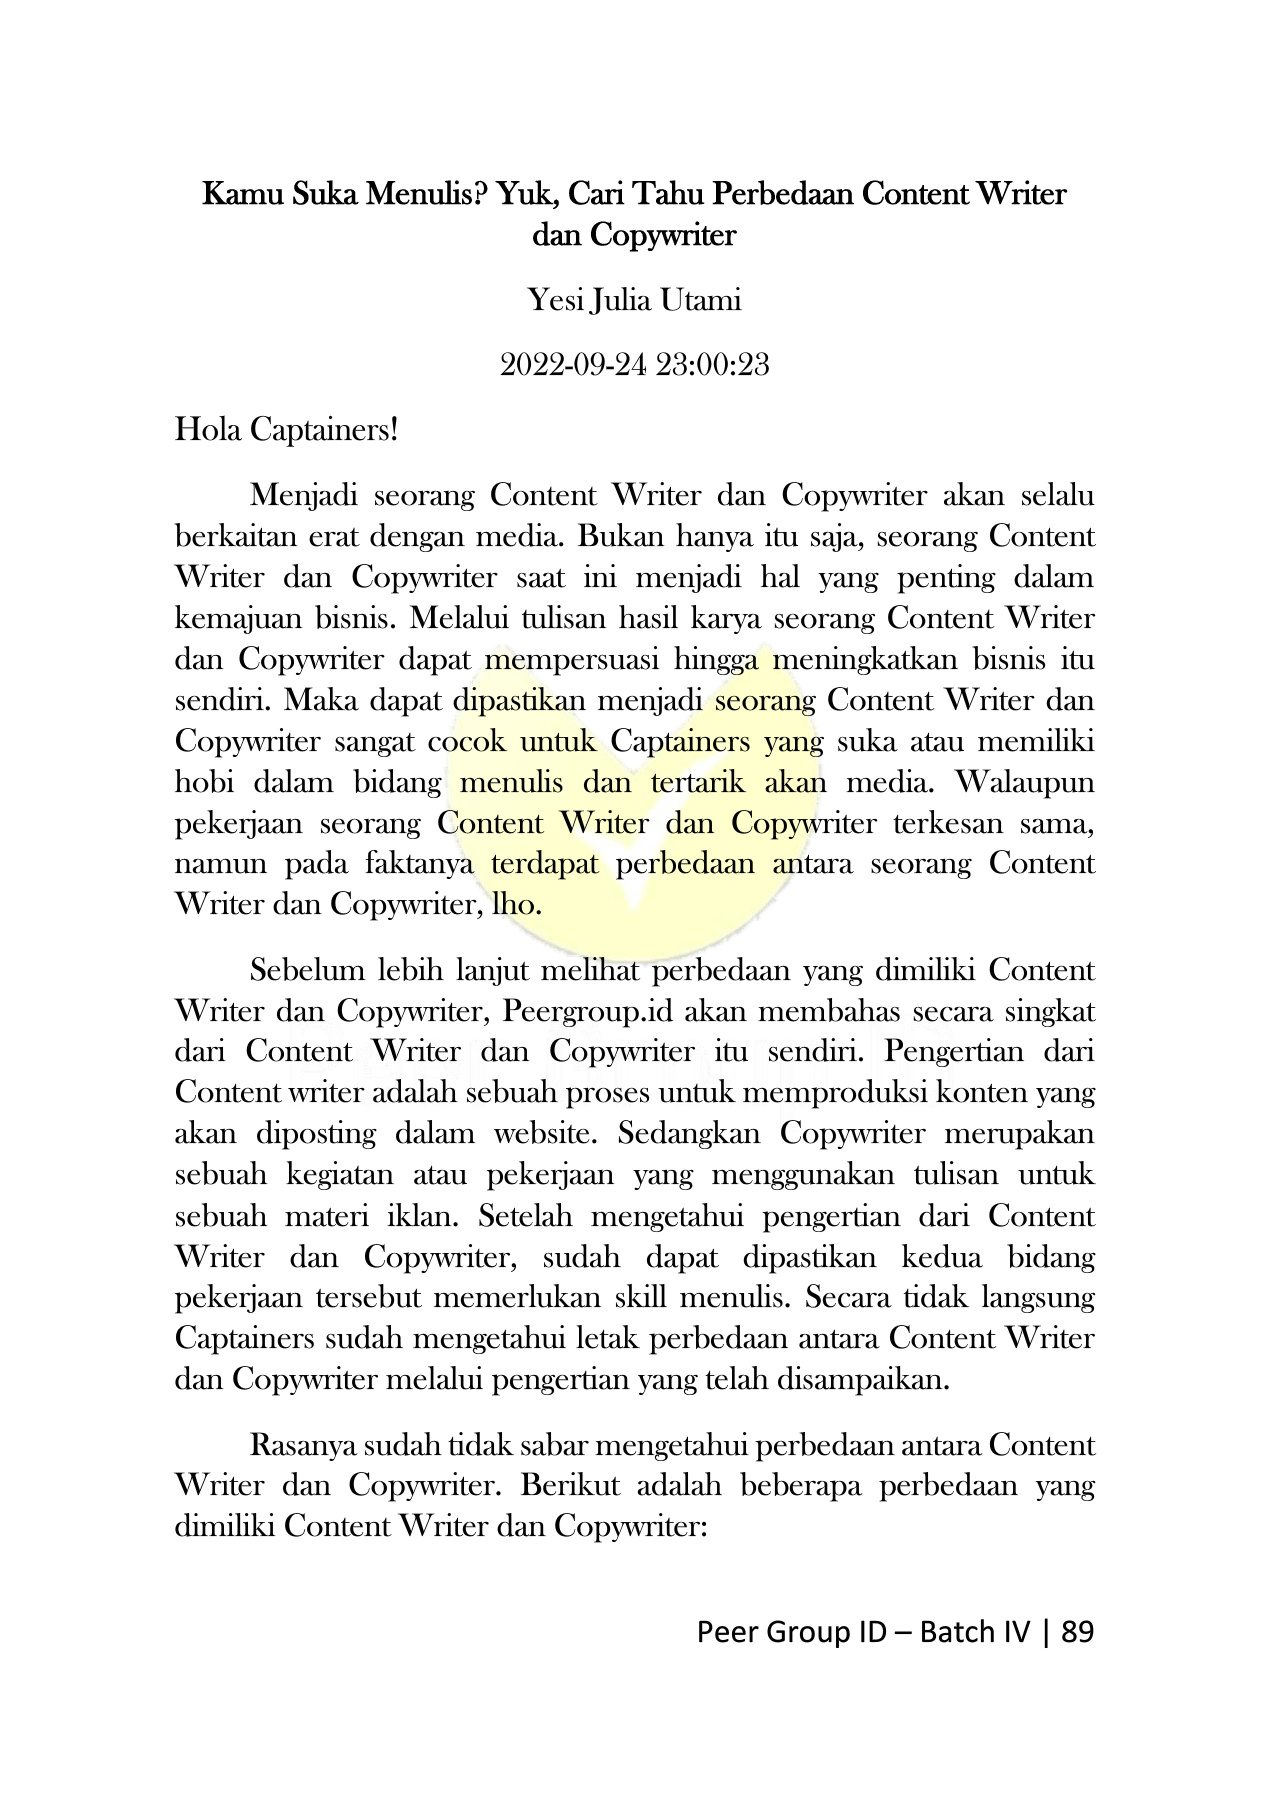 Kamu Suka Menulis? Yuk, Cari Tahu Perbedaan Content Writer
dan Copywriter
Yesi Julia Utami
2022-09-24 23:00:23
Hola Captainers!
Menjadi seorang Content Writer dan Copywriter akan selalu
berkaitan erat dengan media. Bukan hanya itu saja, seorang Content
Writer dan Copywriter saat ini menjadi hal yang penting dalam
kemajuan bisnis. Melalui tulisan hasil karya seorang Content Writer
dan Copywriter dapat mempersuasi hingga meningkatkan bisnis itu
sendiri. Maka dapat dipastikan menjadi seorang Content Writer dan
Copywriter sangat cocok untuk Captainers yang suka atau memiliki
hobi dalam bidang menulis dan tertarik akan media. Walaupun
pekerjaan seorang Content Writer dan Copywriter terkesan sama,
namun pada faktanya terdapat perbedaan antara seorang Content
Writer dan Copywriter, lho.
Sebelum lebih lanjut melihat perbedaan yang dimiliki Content
Writer dan Copywriter, Peergroup.id akan membahas secara singkat
dari Content Writer dan Copywriter itu sendiri. Pengertian dari
Content writer adalah sebuah proses untuk memproduksi konten yang
akan diposting dalam website. Sedangkan Copywriter merupakan
sebuah kegiatan atau pekerjaan yang menggunakan tulisan untuk
sebuah materi iklan. Setelah mengetahui pengertian dari Content
Writer dan Copywriter, sudah dapat dipastikan kedua bidang
pekerjaan tersebut memerlukan skill menulis. Secara tidak langsung
Captainers sudah mengetahui letak perbedaan antara Content Writer
dan Copywriter melalui pengertian yang telah disampaikan.
Rasanya sudah tidak sabar mengetahui perbedaan antara Content
Writer dan Copywriter. Berikut adalah beberapa perbedaan yang
dimiliki Content Writer dan Copywriter:
Peer Group ID – Batch IV | 89